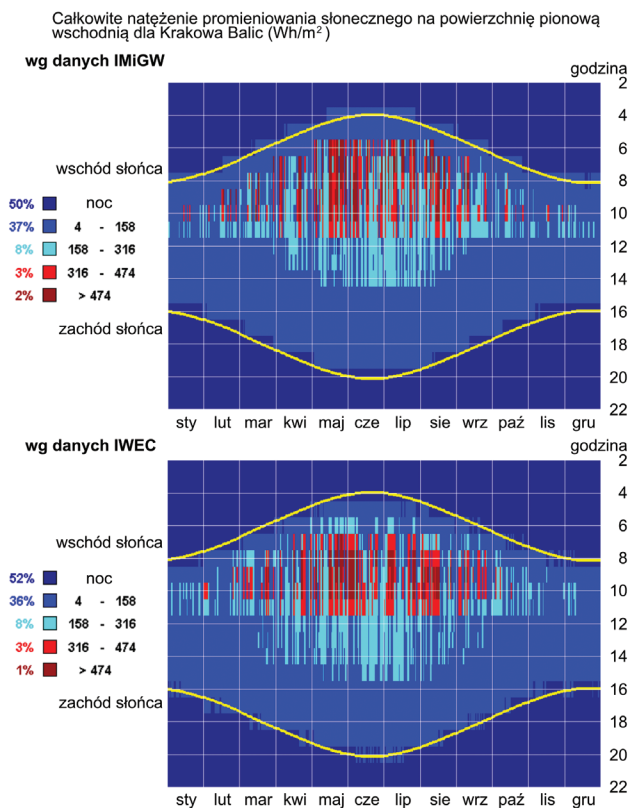 Całkowite natężenie promieniowania słonecznego na powierzchnię pionową
wschodnią dla Krakowa Balic (Wh/m²)
wg danych IMiGW
godzina
2
4
6
wschód słońca
8
50% noc
10
37% 4 - 158
12
8% 158 - 316
3% 316 - 474
14
2% > 474
16
zachód słońca
18
20
22
sty lut mar kwi maj cze lip sie wrz paź lis gru
wg danych IWEC
godzina
2
4
6
wschód słońca
8
52% noc
10
36% 4 - 158
12
8% 158 - 316
3% 316 - 474
14
1% > 474
16
zachód słońca
18
20
22
sty lut mar kwi maj cze lip sie wrz paź lis gru